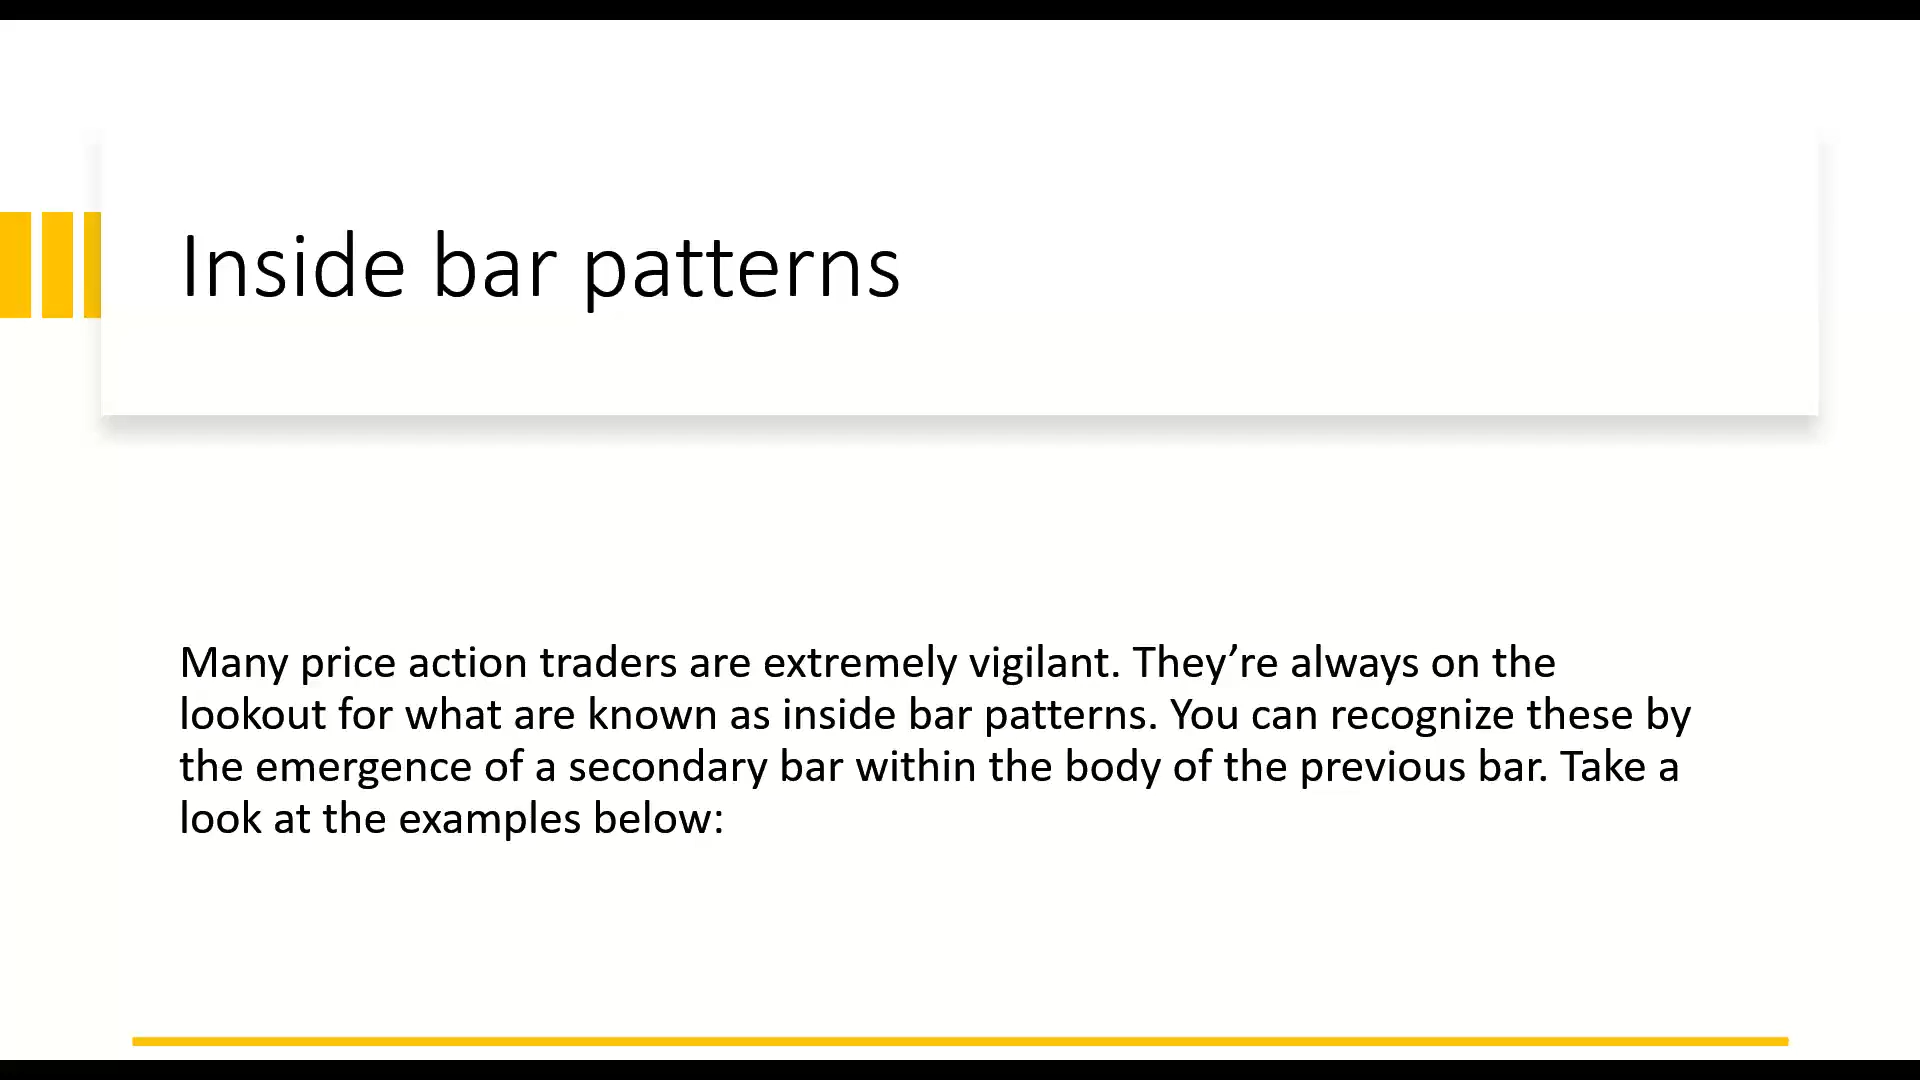 Inside bar patterns
Many price action traders are extremely vigilant. They’re always on the
lookout for what are known as inside bar patterns. You can recognize these by
the emergence of a secondary bar within the body of the previous bar. Take a
look at the examples below: